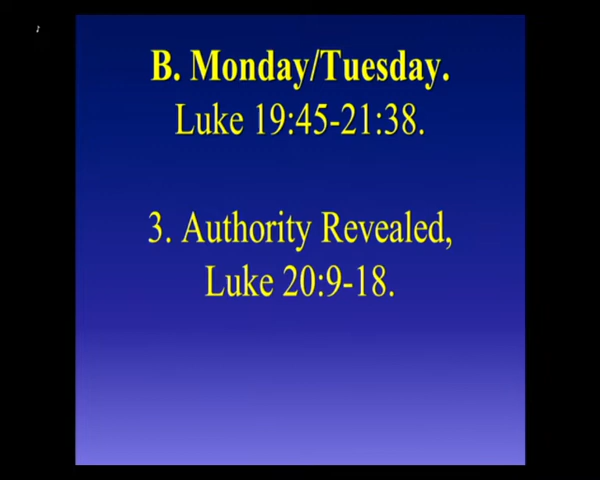 B. Monday/Tuesday.
Luke 19:45-21:38.
3. Authority Revealed,
Luke 20:9-18.